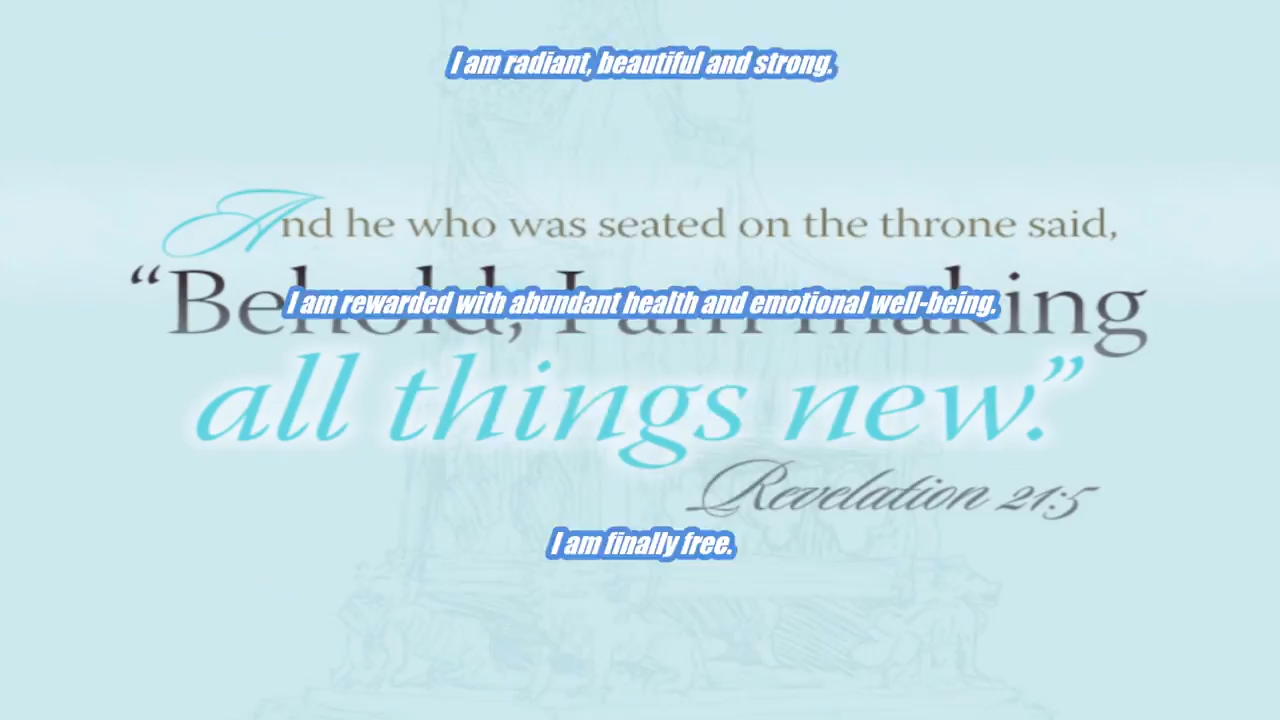 I am radiant, beautiful and strong.
And he who was seated on the throne said,
“Behold, I am making
I am rewarded with abundant health and emotional well-being.
all things new.”
Revelation 21:5
I am finally free.